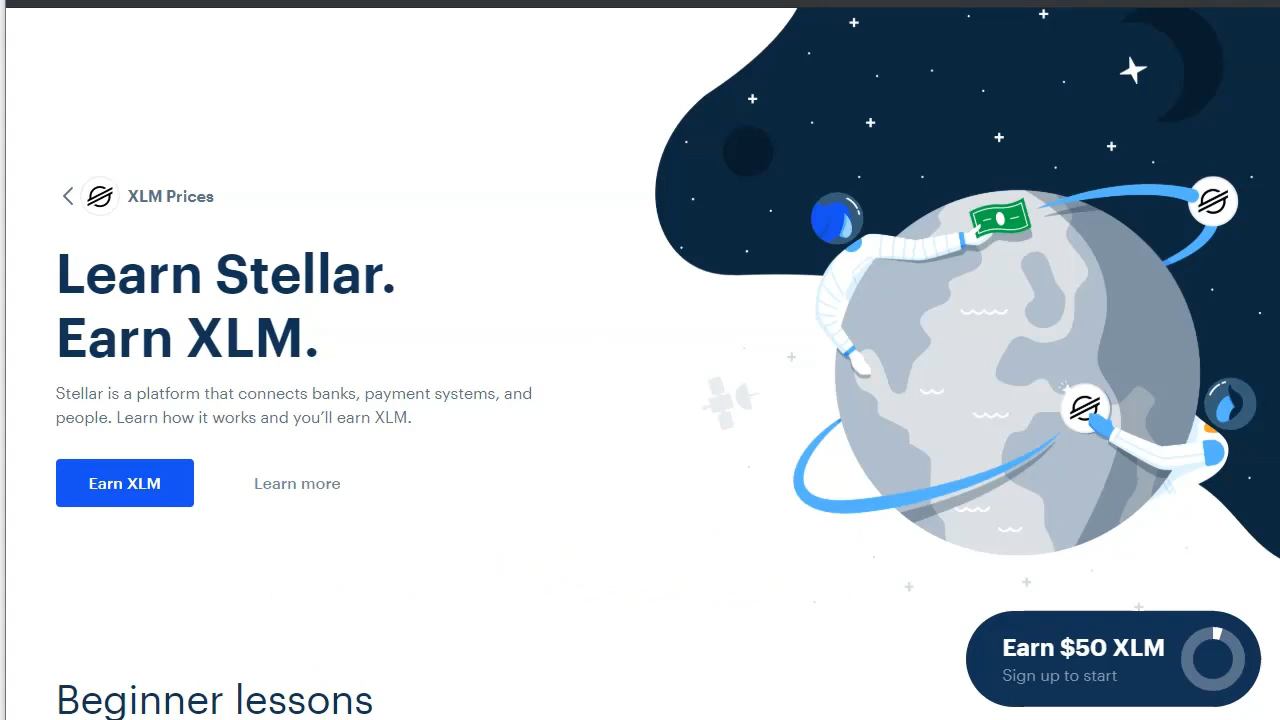 XLM Prices
Learn Stellar.
Earn XLM.
Stellar is a platform that connects banks, payment systems, and
people. Learn how it works and you’ll earn XLM.
Earn XLM
Learn more
Earn $50 XLM
Sign up to start
Beginner lessons